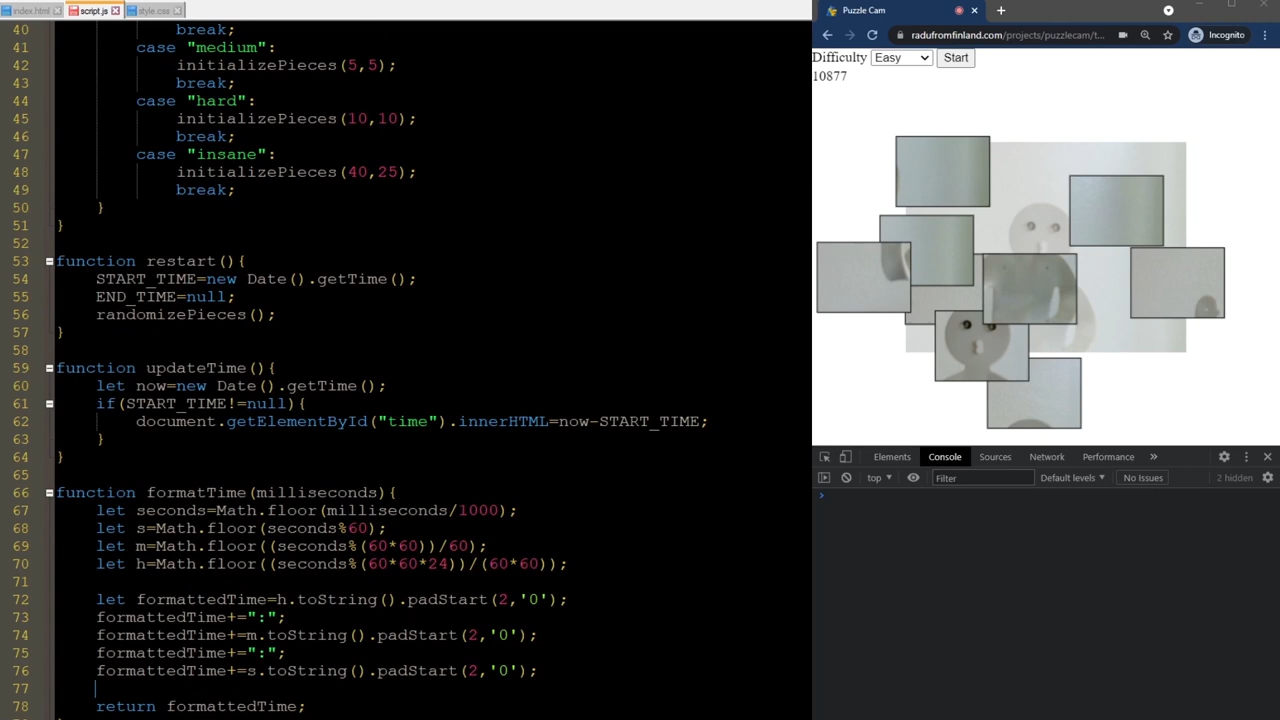 index.html script.js style.css
40 break;
41 case "medium":
42 initializePieces(5,5);
43 break;
44 case "hard":
45 initializePieces(10,10);
46 break;
47 case "insane":
48 initializePieces(40,25);
49 break;
50 }
51 }
52
53 function restart(){
54 START_TIME=new Date().getTime();
55 END_TIME=null;
56 randomizePieces();
57 }
58
59 function updateTime(){
60 let now=new Date().getTime();
61 if(START_TIME!=null){
62 document.getElementById("time").innerHTML=now-START_TIME;
63 }
64 }
65
66 function formatTime(milliseconds){
67 let seconds=Math.floor(milliseconds/1000);
68 let s=Math.floor(seconds%60);
69 let m=Math.floor((seconds%(60*60))/60);
70 let h=Math.floor((seconds%(60*60*24))/(60*60));
71
72 let formattedTime=h.toString().padStart(2,'0');
73 formattedTime+=":";
74 formattedTime+=m.toString().padStart(2,'0');
75 formattedTime+=":";
76 formattedTime+=s.toString().padStart(2,'0');
77
78 return formattedTime;
Puzzle Cam
radufromfinland.com/projects/puzzlecam/t... Incognito
Difficulty Easy Start
10877
Elements Console Sources Network Performance »
top Filter Default levels No Issues 2 hidden